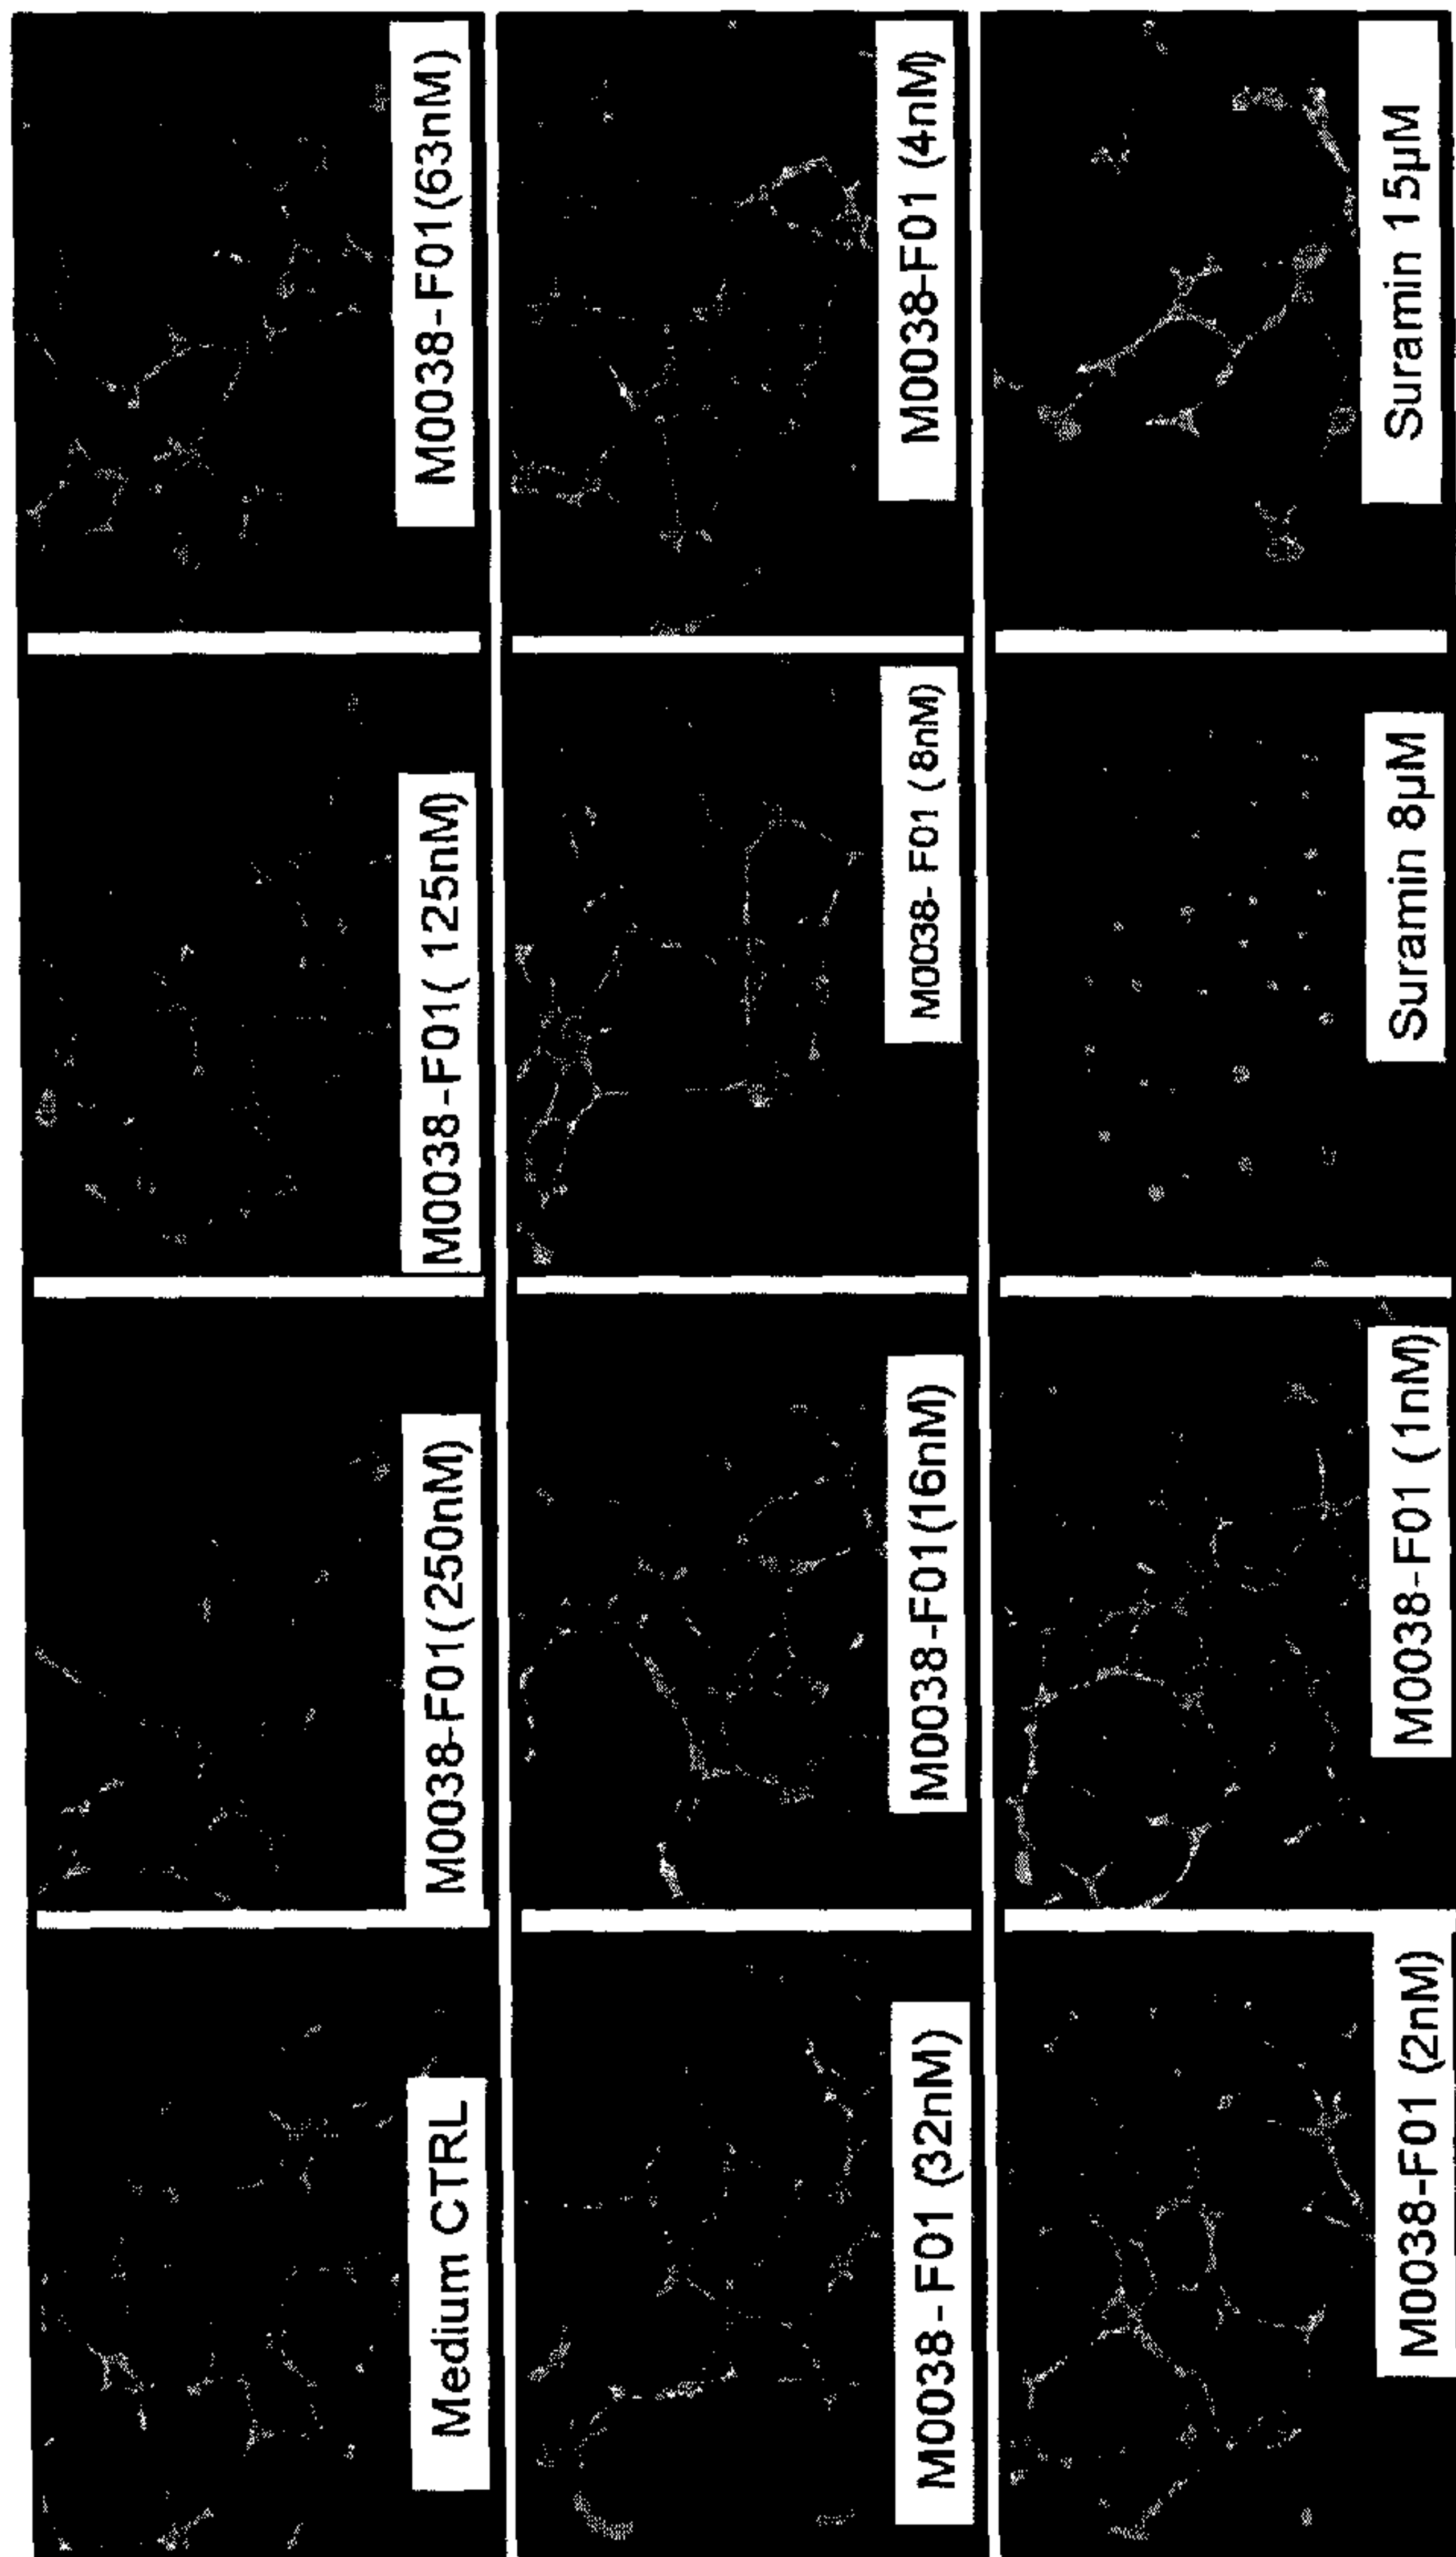 Medium CTRL
M0038-F01(250nM)
M0038-F01( 125nM)
M0038-F01(63nM)
M0038-F01 (32nM)
M0038-F01(16nM)
M0038-F01 ( 8nM)
M0038-F01 (4nM)
M0038-F01 (2nM)
M0038-F01 (1nM)
Suramin 8µM
Suramin 15µM